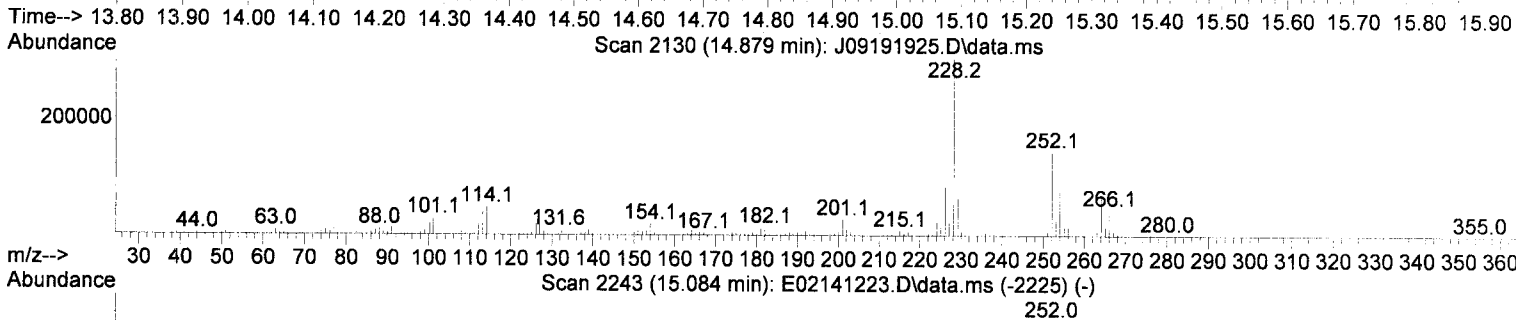 Time--> 13.80 13.90 14.00 14.10 14.20 14.30 14.40 14.50 14.60 14.70 14.80 14.90 15.00 15.10 15.20 15.30 15.40 15.50 15.60 15.70 15.80 15.90
Abundance Scan 2130 (14.879 min): J09191925.D\data.ms
228.2
200000
252.1
44.0 63.0 88.0 101.1 114.1 131.6 154.1 167.1 182.1 201.1 215.1 266.1 280.0 355.0
m/z--> 30 40 50 60 70 80 90 100 110 120 130 140 150 160 170 180 190 200 210 220 230 240 250 260 270 280 290 300 310 320 330 340 350 360
Abundance Scan 2243 (15.084 min): E02141223.D\data.ms (-2225) (-)
252.0